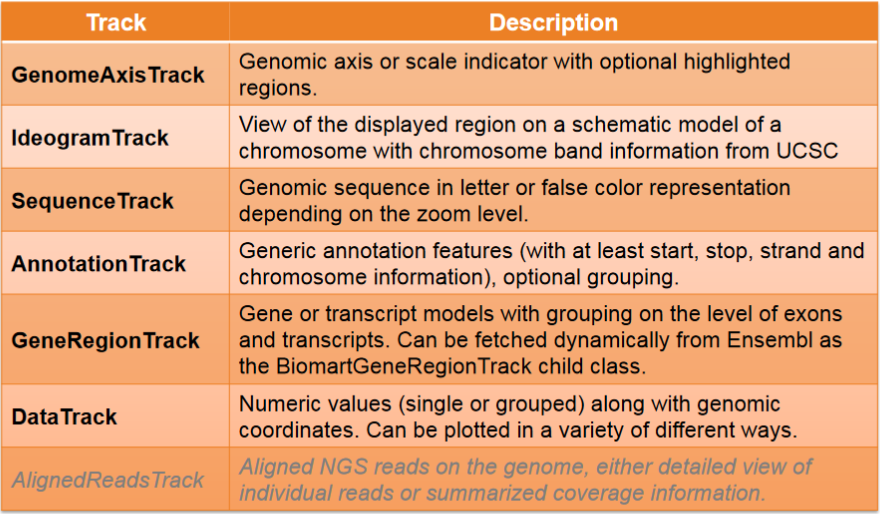 Track Description
GenomeAxisTrack
Genomic axis or scale indicator with optional highlighted
regions.
IdeogramTrack
View of the displayed region on a schematic model of a
chromosome with chromosome band information from UCSC
SequenceTrack
Genomic sequence in letter or false color representation
depending on the zoom level.
AnnotationTrack
Generic annotation features (with at least start, stop, strand and
chromosome information), optional grouping.
GeneRegionTrack
Gene or transcript models with grouping on the level of exons
and transcripts. Can be fetched dynamically from Ensembl as
the BiomartGeneRegionTrack child class.
DataTrack
Numeric values (single or grouped) along with genomic
coordinates. Can be plotted in a variety of different ways.
AlignedReadsTrack
Aligned NGS reads on the genome, either detailed view of
individual reads or summarized coverage information.